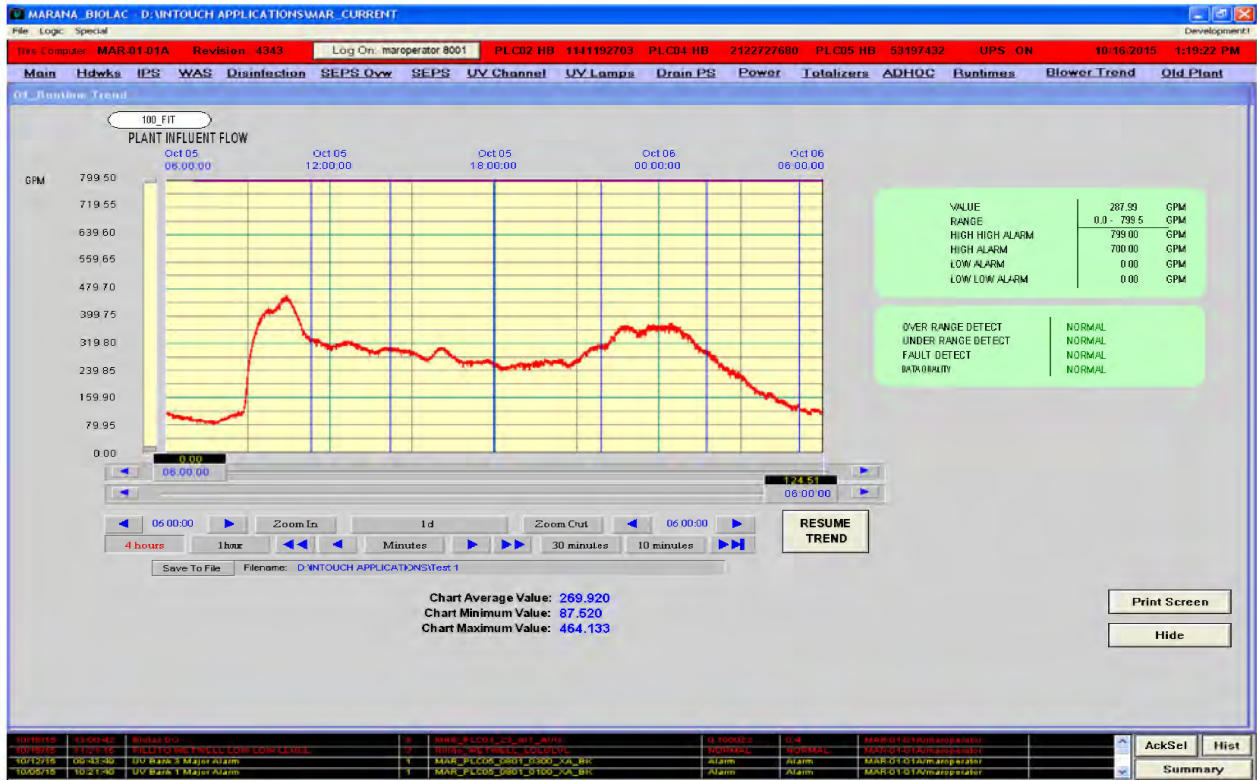 MARANA_BIOLAC - D:\INTOUCH APPLICATIONS\MAR_CURRENT
File Logic Special Development!
This Computer MAR-01-01A Revision 4343 Log On: maroperator 8001 PLC02 HB 1141192703 PLC04 HB 2122727680 PLC05 HB 53197432 UPS ON 10/16/2015 1:19:22 PM
Main Hdwks IPS WAS Disinfection SEPS Ovw SEPS UV Channel UV Lamps Drain PS Power Totalizers ADHOC Runtimes Blower Trend Old Plant
01_Runtime Trend
100_FIT
PLANT INFLUENT FLOW
Oct 05 Oct 05 Oct 05 Oct 06 Oct 06
06:00:00 12:00:00 18:00:00 00:00:00 06:00:00
GPM 799.50
719.55
639.60
559.65
479.70
399.75
319.80
239.85
159.90
79.95
0.00
VALUE 287.99 GPM
RANGE 0.0 - 799.5 GPM
HIGH HIGH ALARM 799.00 GPM
HIGH ALARM 700.00 GPM
LOW ALARM 0.00 GPM
LOW LOW ALARM 0.00 GPM
OVER RANGE DETECT NORMAL
UNDER RANGE DETECT NORMAL
FAULT DETECT NORMAL
DATA QUALITY NORMAL
0.00
06:00:00
124.51
06:00:00
06:00:00 Zoom In 1d Zoom Out 06:00:00
4 hours 1hour Minutes 30 minutes 10 minutes
RESUME
TREND
Save To File Filename: D:\INTOUCH APPLICATIONS\Test 1
Chart Average Value: 269.920
Chart Minimum Value: 87.520
Chart Maximum Value: 464.133
Print Screen
Hide
10/12/15 09:43:40 UV Bank 3 Major Alarm 1 MAR_PLC05_0801_0300_XA_BK Alarm Alarm MAR-01-01A\maroperator
10/05/15 10:21:40 UV Bank 1 Major Alarm 1 MAR_PLC05_0801_0100_XA_BK Alarm Alarm MAR-01-01A\maroperator
AckSel Hist
Summary